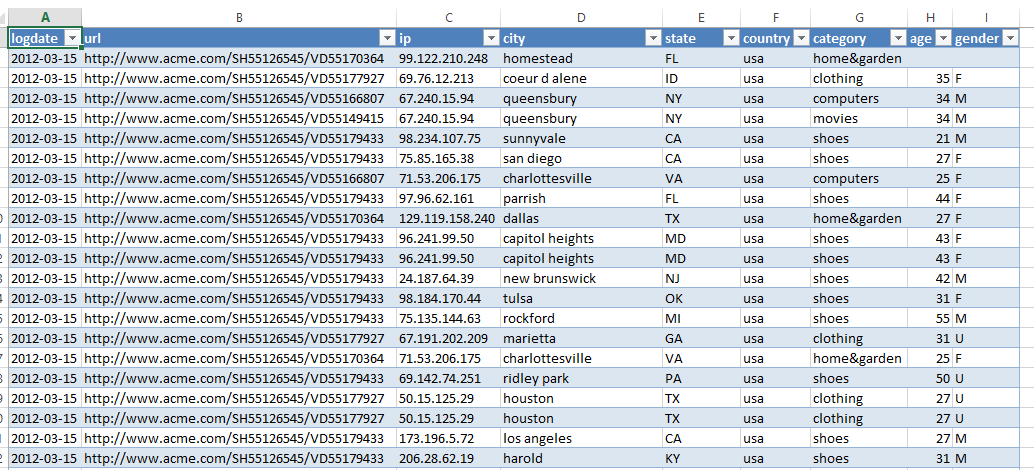 A B C D E F G H I
logdate url ip city state country category age gender
2012-03-15 http://www.acme.com/SH55126545/VD55170364 99.122.210.248 homestead FL usa home&garden
2012-03-15 http://www.acme.com/SH55126545/VD55177927 69.76.12.213 coeur d alene ID usa clothing 35 F
2012-03-15 http://www.acme.com/SH55126545/VD55166807 67.240.15.94 queensbury NY usa computers 34 M
2012-03-15 http://www.acme.com/SH55126545/VD55149415 67.240.15.94 queensbury NY usa movies 34 M
2012-03-15 http://www.acme.com/SH55126545/VD55179433 98.234.107.75 sunnyvale CA usa shoes 21 M
2012-03-15 http://www.acme.com/SH55126545/VD55179433 75.85.165.38 san diego CA usa shoes 27 F
2012-03-15 http://www.acme.com/SH55126545/VD55166807 71.53.206.175 charlottesville VA usa computers 25 F
2012-03-15 http://www.acme.com/SH55126545/VD55179433 97.96.62.161 parrish FL usa shoes 44 F
2012-03-15 http://www.acme.com/SH55126545/VD55170364 129.119.158.240 dallas TX usa home&garden 27 F
2012-03-15 http://www.acme.com/SH55126545/VD55179433 96.241.99.50 capitol heights MD usa shoes 43 F
2012-03-15 http://www.acme.com/SH55126545/VD55179433 96.241.99.50 capitol heights MD usa shoes 43 F
2012-03-15 http://www.acme.com/SH55126545/VD55179433 24.187.64.39 new brunswick NJ usa shoes 42 M
2012-03-15 http://www.acme.com/SH55126545/VD55179433 98.184.170.44 tulsa OK usa shoes 31 F
2012-03-15 http://www.acme.com/SH55126545/VD55179433 75.135.144.63 rockford MI usa shoes 55 M
2012-03-15 http://www.acme.com/SH55126545/VD55177927 67.191.202.209 marietta GA usa clothing 31 U
2012-03-15 http://www.acme.com/SH55126545/VD55170364 71.53.206.175 charlottesville VA usa home&garden 25 F
2012-03-15 http://www.acme.com/SH55126545/VD55179433 69.142.74.251 ridley park PA usa shoes 50 U
2012-03-15 http://www.acme.com/SH55126545/VD55177927 50.15.125.29 houston TX usa clothing 27 U
2012-03-15 http://www.acme.com/SH55126545/VD55177927 50.15.125.29 houston TX usa clothing 27 U
2012-03-15 http://www.acme.com/SH55126545/VD55179433 173.196.5.72 los angeles CA usa shoes 27 M
2012-03-15 http://www.acme.com/SH55126545/VD55179433 206.28.62.19 harold KY usa shoes 31 M